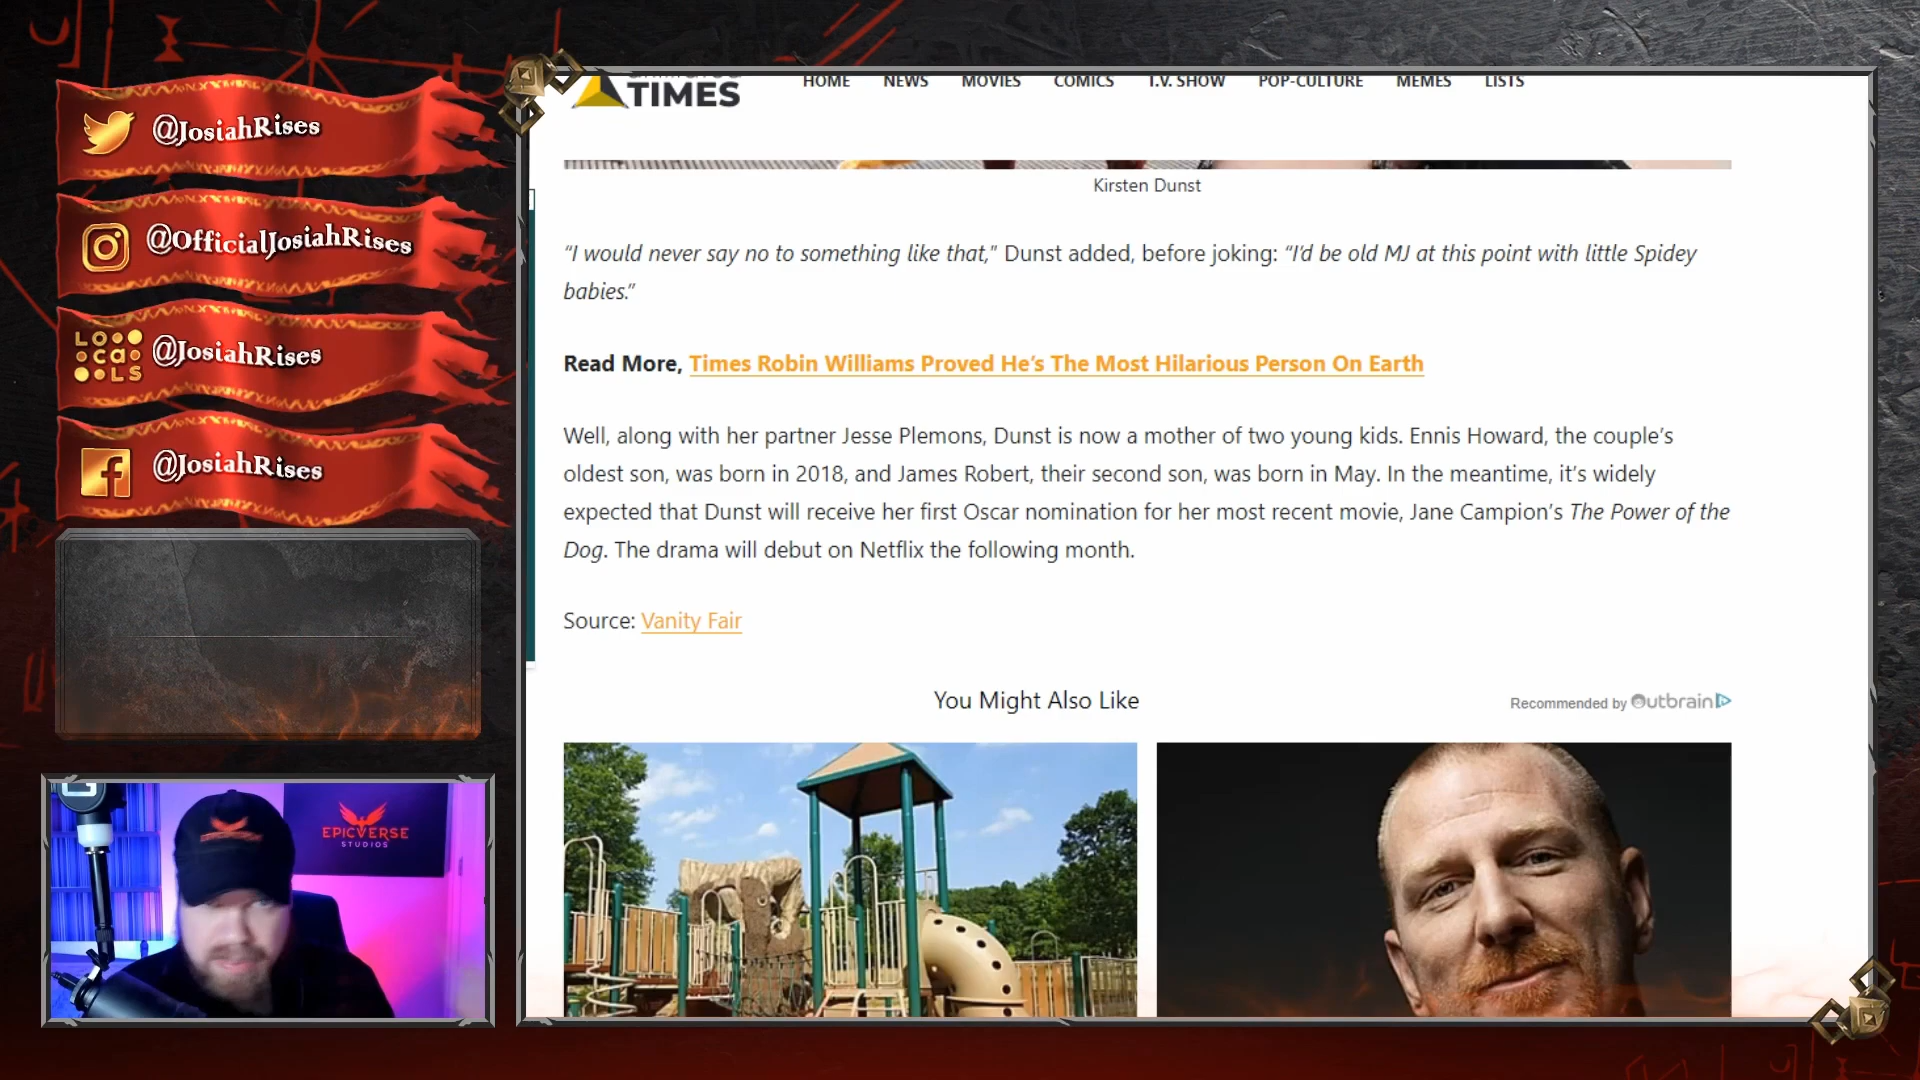 @JosiahRises
@OfficialJosiahRises
LOcaLS
@JosiahRises
@JosiahRises
EPICVERSE
STUDIOS
TIMES
HOME NEWS MOVIES COMICS T.V. SHOW POP-CULTURE MEMES LISTS
Kirsten Dunst
“I would never say no to something like that,” Dunst added, before joking: “I’d be old MJ at this point with little Spidey
babies.”
Read More, Times Robin Williams Proved He’s The Most Hilarious Person On Earth
Well, along with her partner Jesse Plemons, Dunst is now a mother of two young kids. Ennis Howard, the couple’s
oldest son, was born in 2018, and James Robert, their second son, was born in May. In the meantime, it’s widely
expected that Dunst will receive her first Oscar nomination for her most recent movie, Jane Campion’s The Power of the
Dog. The drama will debut on Netflix the following month.
Source: Vanity Fair
You Might Also Like
Recommended by Outbrain